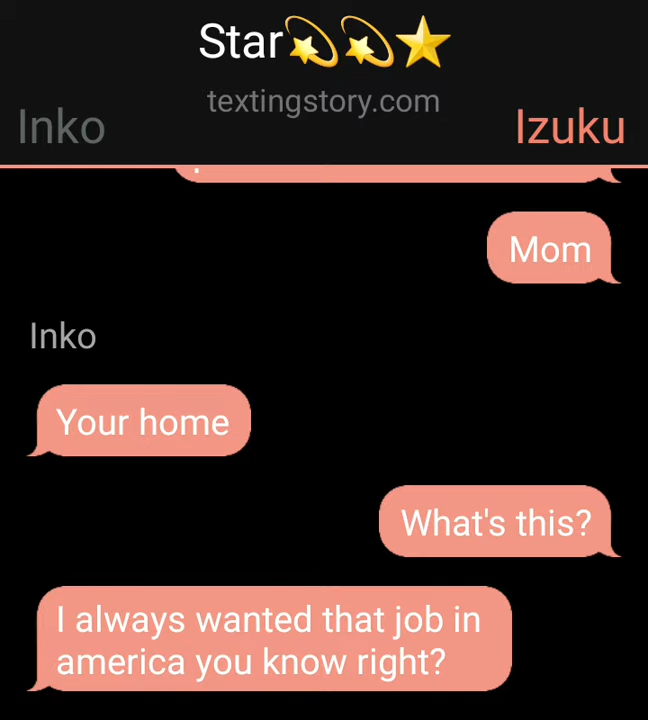 Star💫💫⭐
textingstory.com
Inko
Izuku
Mom
Inko
Your home
What's this?
I always wanted that job in
america you know right?